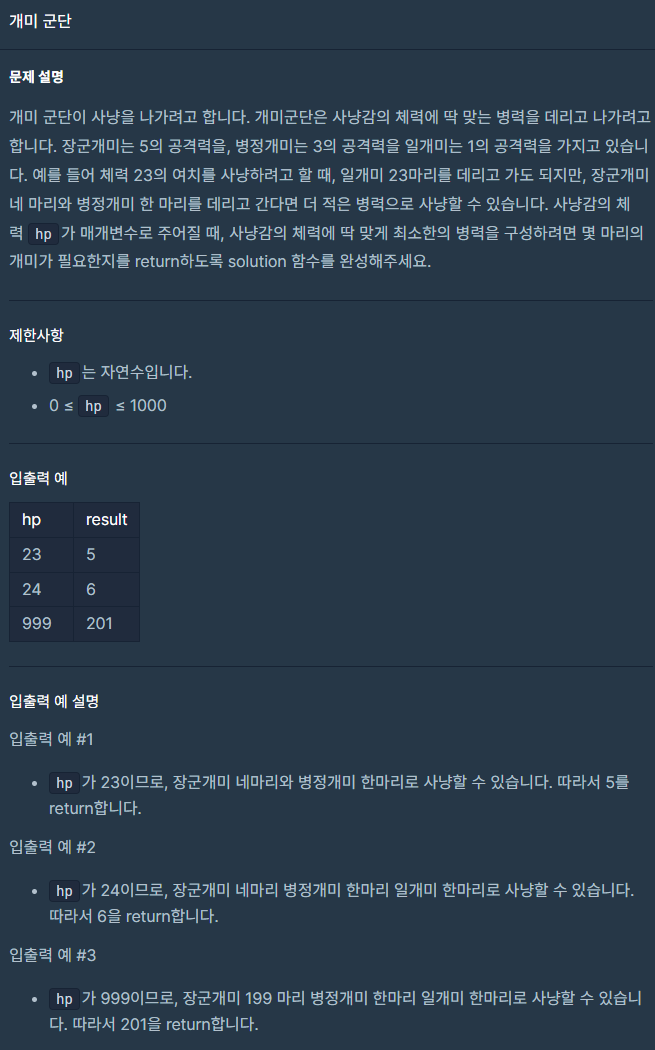 개미 군단
문제 설명
개미 군단이 사냥을 나가려고 합니다. 개미군단은 사냥감의 체력에 딱 맞는 병력을 데리고 나가려고
합니다. 장군개미는 5의 공격력을, 병정개미는 3의 공격력을 일개미는 1의 공격력을 가지고 있습니
다. 예를 들어 체력 23의 여치를 사냥하려고 할 때, 일개미 23마리를 데리고 가도 되지만, 장군개미
네 마리와 병정개미 한 마리를 데리고 간다면 더 적은 병력으로 사냥할 수 있습니다. 사냥감의 체
력 hp가 매개변수로 주어질 때, 사냥감의 체력에 딱 맞게 최소한의 병력을 구성하려면 몇 마리의
개미가 필요한지를 return하도록 solution 함수를 완성해주세요.
제한사항
• hp는 자연수입니다.
• 0 ≤ hp ≤ 1000
입출력 예
hp result
23 5
24 6
999 201
입출력 예 설명
입출력 예 #1
• hp가 23이므로, 장군개미 네마리와 병정개미 한마리로 사냥할 수 있습니다. 따라서 5를
return합니다.
입출력 예 #2
• hp가 24이므로, 장군개미 네마리 병정개미 한마리 일개미 한마리로 사냥할 수 있습니다.
따라서 6을 return합니다.
입출력 예 #3
• hp가 999이므로, 장군개미 199 마리 병정개미 한마리 일개미 한마리로 사냥할 수 있습니
다. 따라서 201을 return합니다.